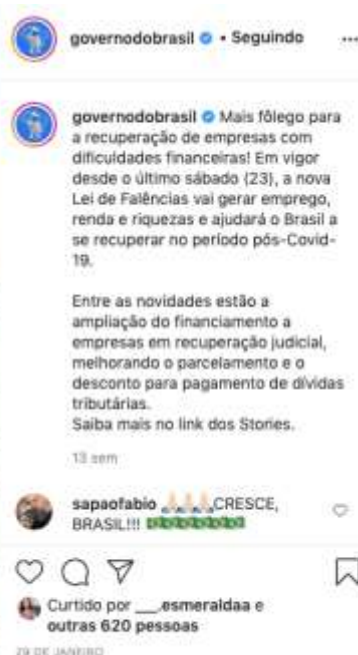 governodobrasil • Seguindo ...
governodobrasil Mais fôlego para
a recuperação de empresas com
dificuldades financeiras! Em vigor
desde o último sábado (23), a nova
Lei de Falências vai gerar emprego,
renda e riquezas e ajudará o Brasil a
se recuperar no período pós-Covid-
19.
Entre as novidades estão a
ampliação do financiamento a
empresas em recuperação judicial,
melhorando o parcelamento e o
desconto para pagamento de dívidas
tributárias.
Saiba mais no link dos Stories.
13 sem
sapaofabio 🙏🏻🙏🏻🙏🏻CRESCE,
BRASIL!!! 🇧🇷🇧🇷🇧🇷🇧🇷🇧🇷🇧🇷
Curtido por ___.esmeraldaa e
outras 620 pessoas
29 DE JANEIRO